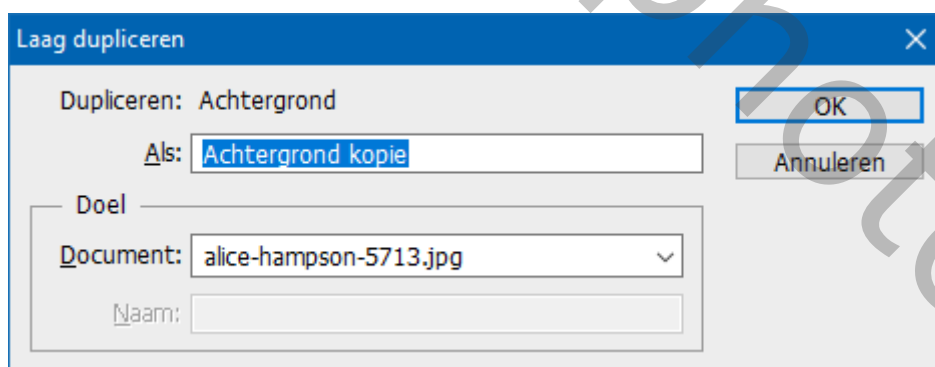 Laag dupliceren
Dupliceren: Achtergrond
OK
Als: Achtergrond kopie
Annuleren
Doel
Document: alice-hampson-5713.jpg
Naam: